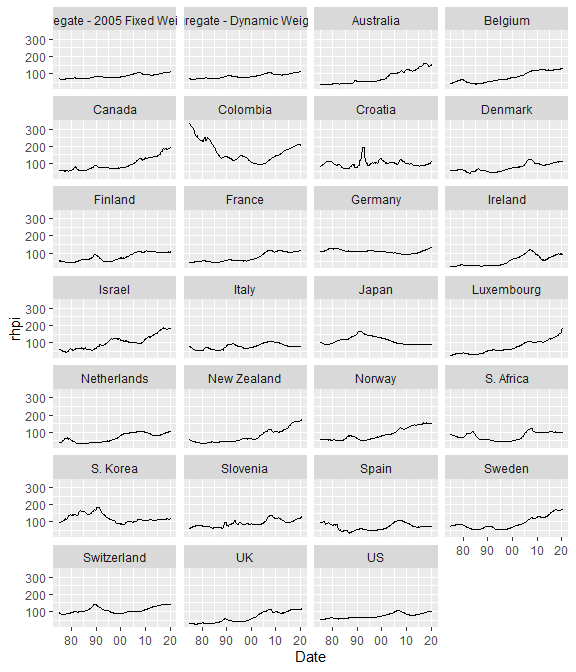 egate - 2005 Fixed Wei
regate - Dynamic Weig
Australia
Belgium
300
200
100
Canada
Colombia
Croatia
Denmark
300
200
100
Finland
France
Germany
Ireland
300
200
100
Israel
Italy
Japan
Luxembourg
300
200
100
rhpi
Netherlands
New Zealand
Norway
S. Africa
300
200
100
S. Korea
Slovenia
Spain
Sweden
300
200
100
80 90 00 10 20
Switzerland
UK
US
300
200
100
80 90 00 10 20
80 90 00 10 20
80 90 00 10 20
Date